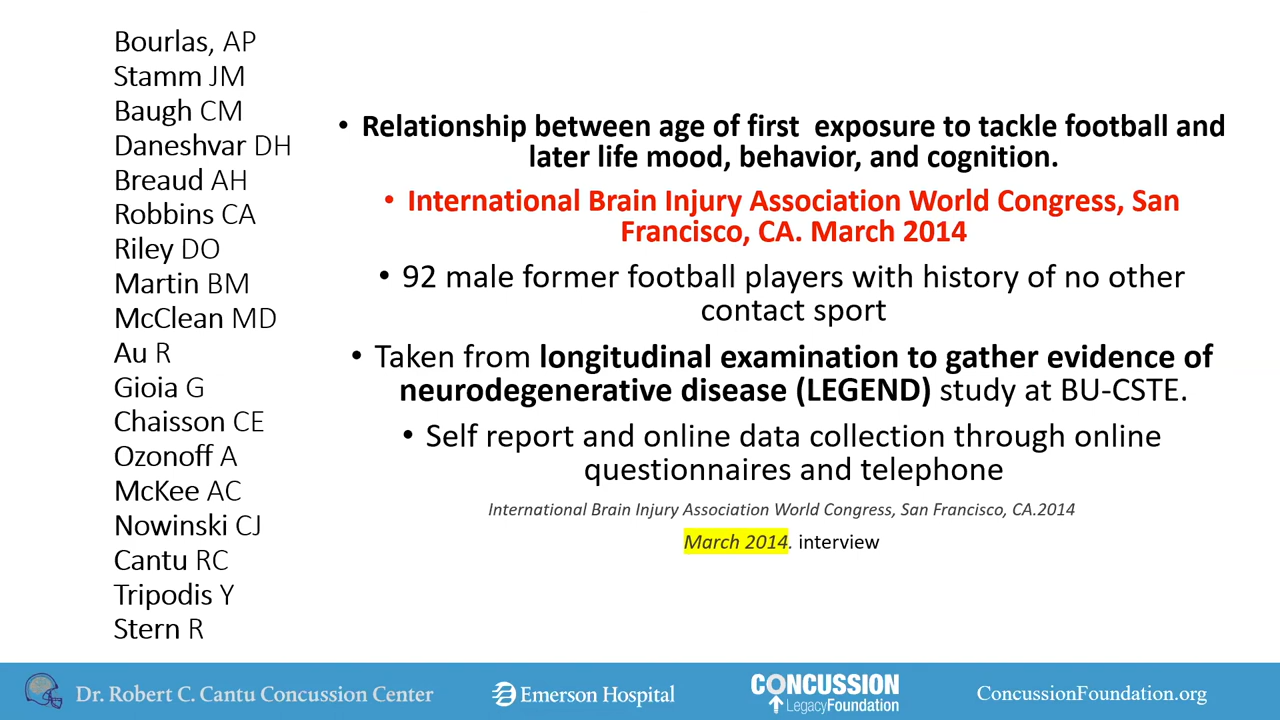 Bourlas, AP
Stamm JM
Baugh CM
Daneshvar DH
Breaud AH
Robbins CA
Riley DO
Martin BM
McClean MD
Au R
Gioia G
Chaisson CE
Ozonoff A
McKee AC
Nowinski CJ
Cantu RC
Tripodis Y
Stern R
• Relationship between age of first exposure to tackle football and
later life mood, behavior, and cognition.
• International Brain Injury Association World Congress, San
Francisco, CA. March 2014
• 92 male former football players with history of no other
contact sport
• Taken from longitudinal examination to gather evidence of
neurodegenerative disease (LEGEND) study at BU-CSTE.
• Self report and online data collection through online
questionnaires and telephone
International Brain Injury Association World Congress, San Francisco, CA.2014
March 2014. interview
Dr. Robert C. Cantu Concussion Center
Emerson Hospital
CONCUSSION
LegacyFoundation
ConcussionFoundation.org